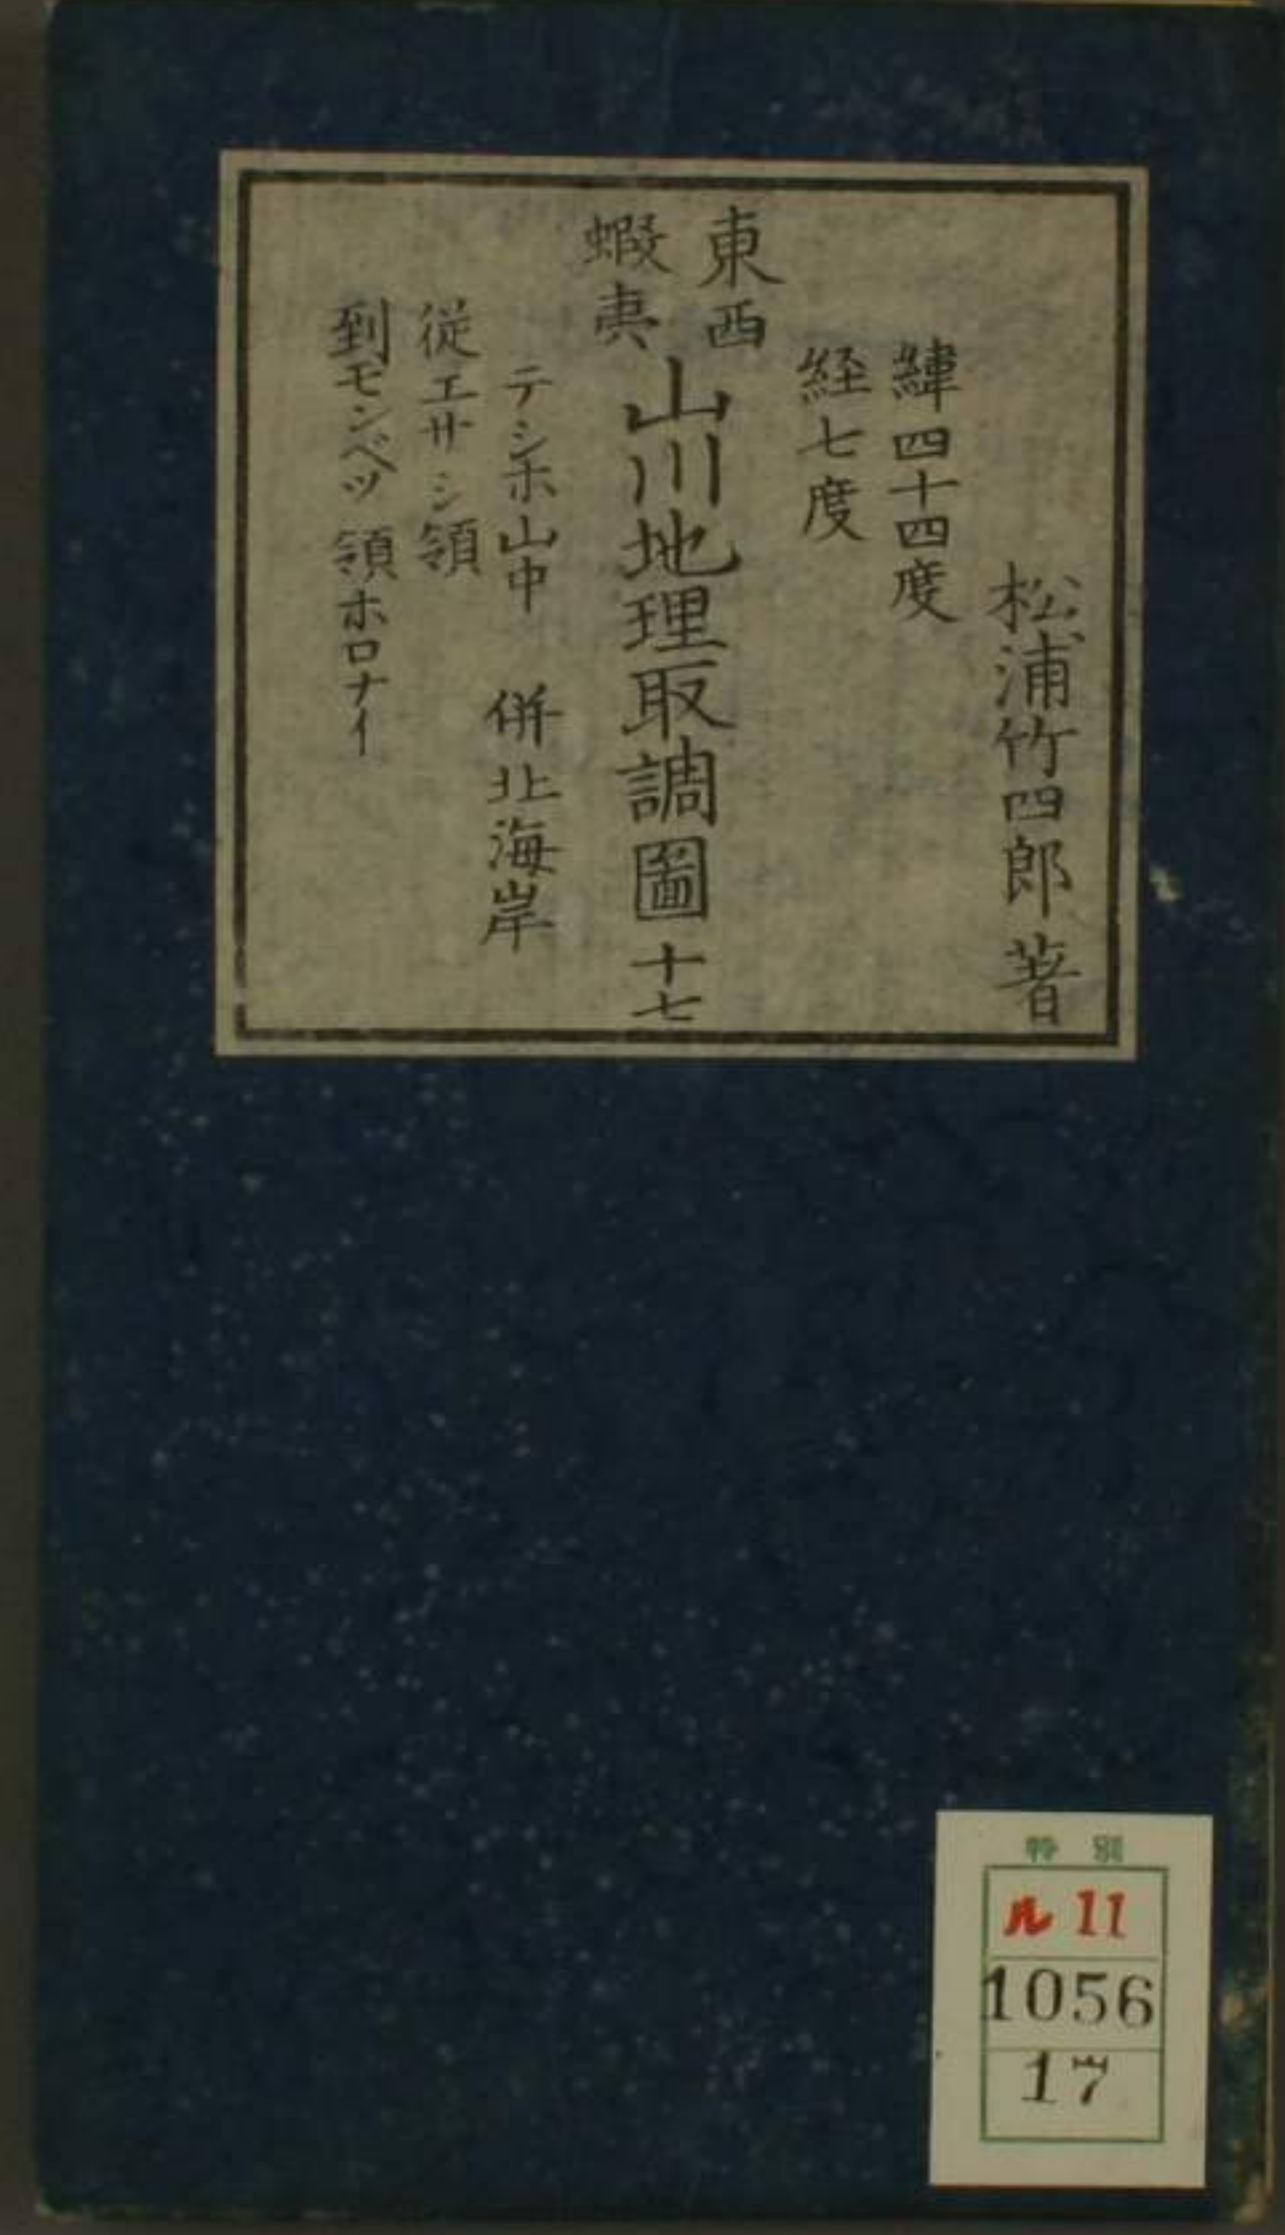 松浦竹四郎著
緯四十四度
経七度
東西
蝦夷
山川地理取調圖十七
テシホ山中 併北海岸
従エサシ領
到モンベツ領ホロナイ
特別
ル11
1056
17